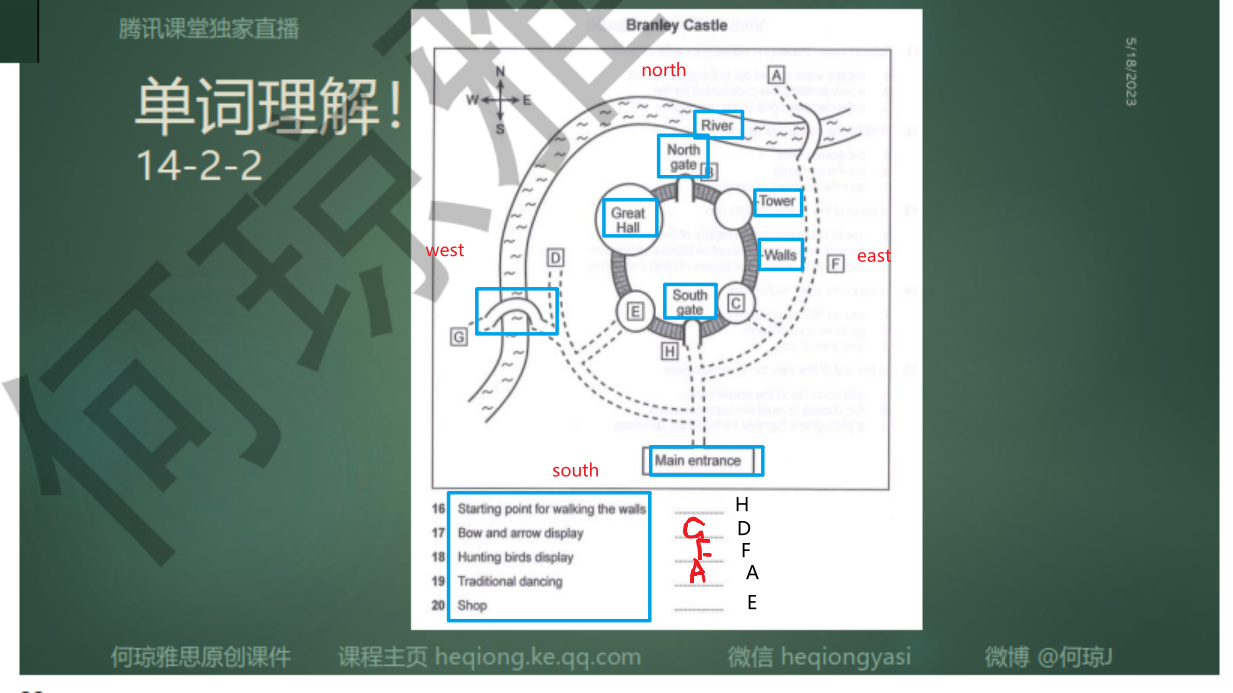 腾讯课堂独家直播
单词理解！
14-2-2
5/18/2023
何琼雅
Branley Castle
north
N
W E
S
A
River
North
gate
B
Tower
Great
Hall
west
D
Walls
F
east
South
gate
C
E
G
H
Main entrance
south
16 Starting point for walking the walls H
17 Bow and arrow display G D
18 Hunting birds display F F
19 Traditional dancing A A
20 Shop E
何琼雅思原创课件 课程主页 heqiong.ke.qq.com 微信 heqiongyasi 微博 @何琼J